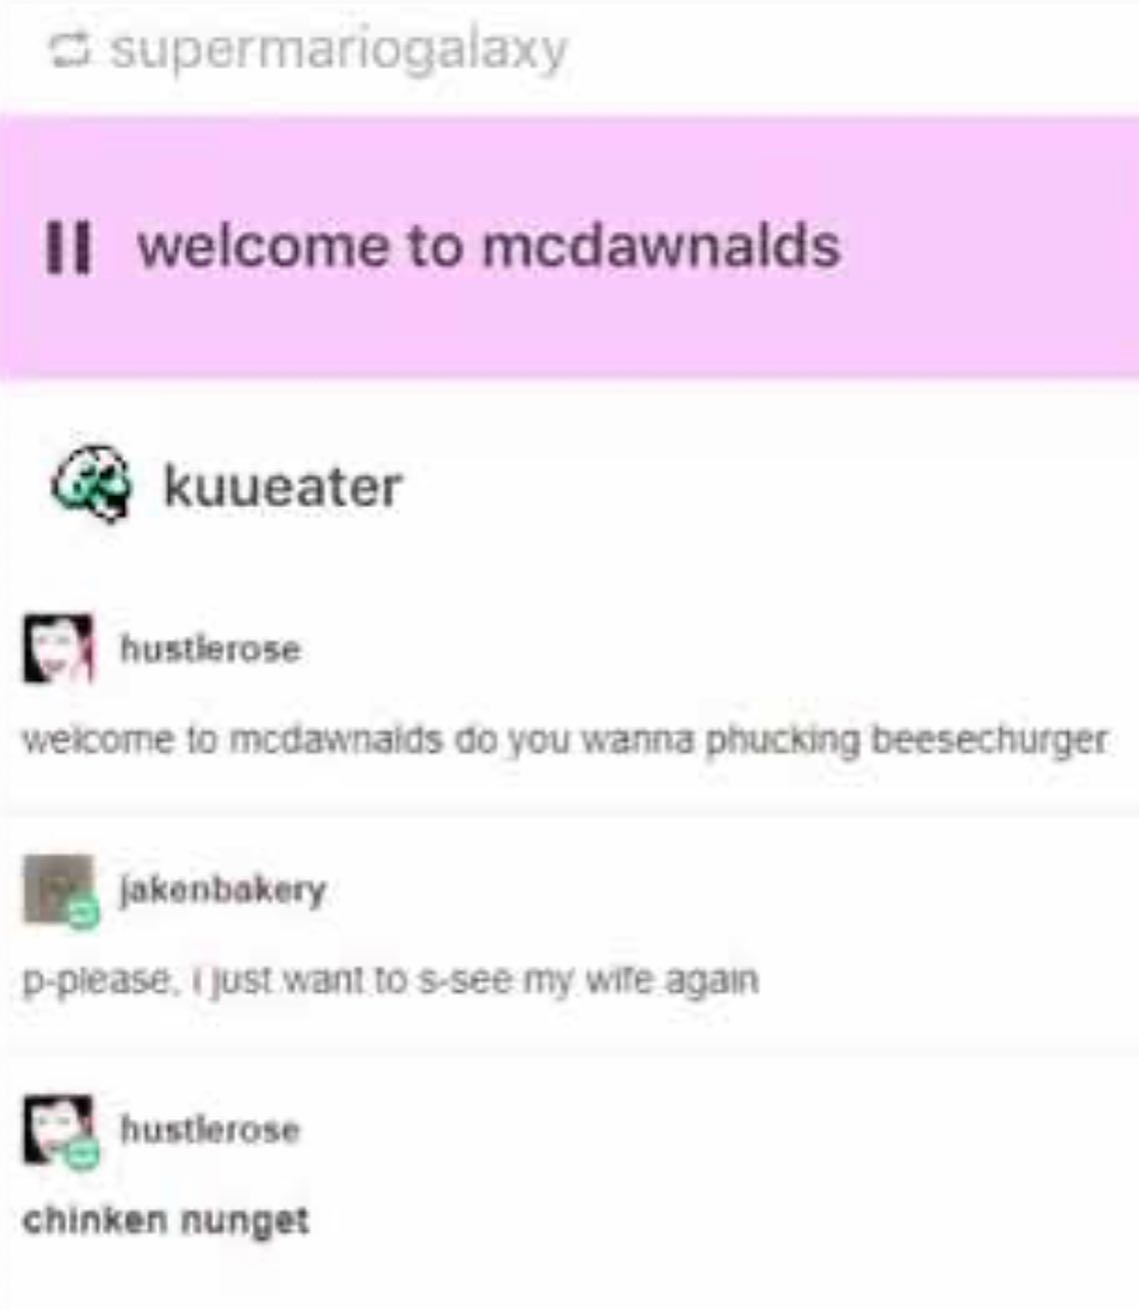 supermariogalaxy
welcome to mcdawnalds
kuueater
hustlerose
welcome to mcdawnalds do you wanna phucking beesechurger
jakenbakery
p-please, i just want to s-see my wife again
hustlerose
chinken nunget